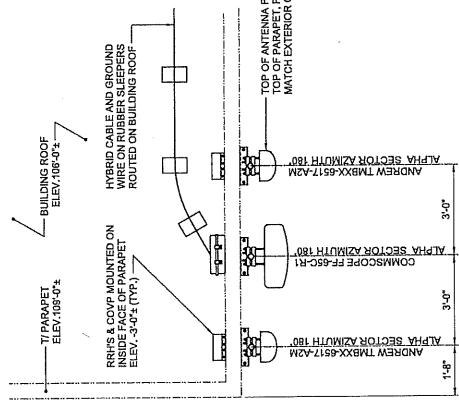 T/ PARAPET
ELEV.109'-0"±
BUILDING ROOF
ELEV.106'-0"±
RRH'S & COVP MOUNTED ON
INSIDE FACE OF PARAPET
ELEV. -3'-0"± (TYP.)
HYBRID CABLE AND GROUND
WIRE ON RUBBER SLEEPERS
ROUTED ON BUILDING ROOF
TOP OF ANTENNA
TOP OF PARAPET,
MATCH EXTERIOR
ANDREW TMBXX-6517-A2M
ALPHA SECTOR AZIMUTH 180°
COMMSCOPE FF-65C-R1
ALPHA SECTOR AZIMUTH 180°
ANDREW TMBXX-6517-A2M
ALPHA SECTOR AZIMUTH 180°
1'-8"
3'-0"
3'-0"